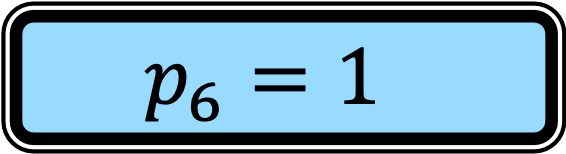 p₆ = 1